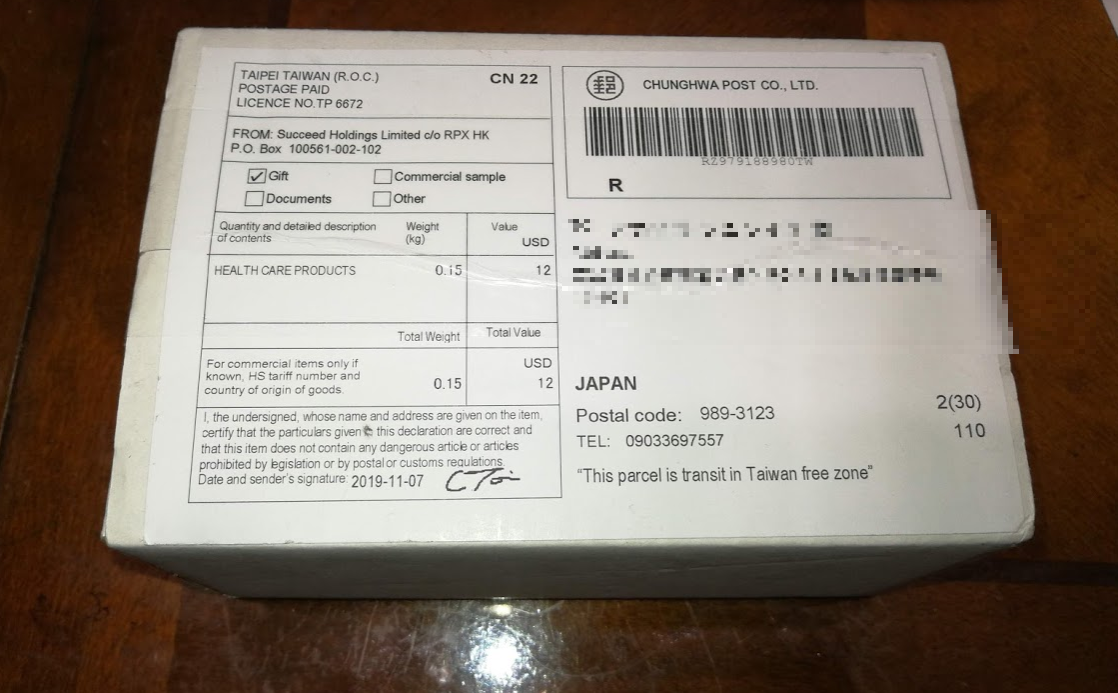 TAIPEI TAIWAN (R.O.C.)
POSTAGE PAID
LICENCE NO.TP 6672
CN 22
FROM: Succeed Holdings Limited c/o RPX HK
P.O. Box 100561-002-102
Gift
Commercial sample
Documents
Other
Quantity and detailed description
of contents
Weight
(kg)
Value
USD
HEALTH CARE PRODUCTS 0.15 12
Total Weight
Total Value
For commercial items only if
known, HS tariff number and
country of origin of goods.
0.15
USD
12
I, the undersigned, whose name and address are given on the item,
certify that the particulars given this declaration are correct and
that this item does not contain any dangerous article or articles
prohibited by legislation or by postal or customs regulations.
Date and sender's signature: 2019-11-07
CHUNGHWA POST CO., LTD.
RZ979188980TW
R
JAPAN
Postal code: 989-3123
TEL: 09033697557
2(30)
110
"This parcel is transit in Taiwan free zone"